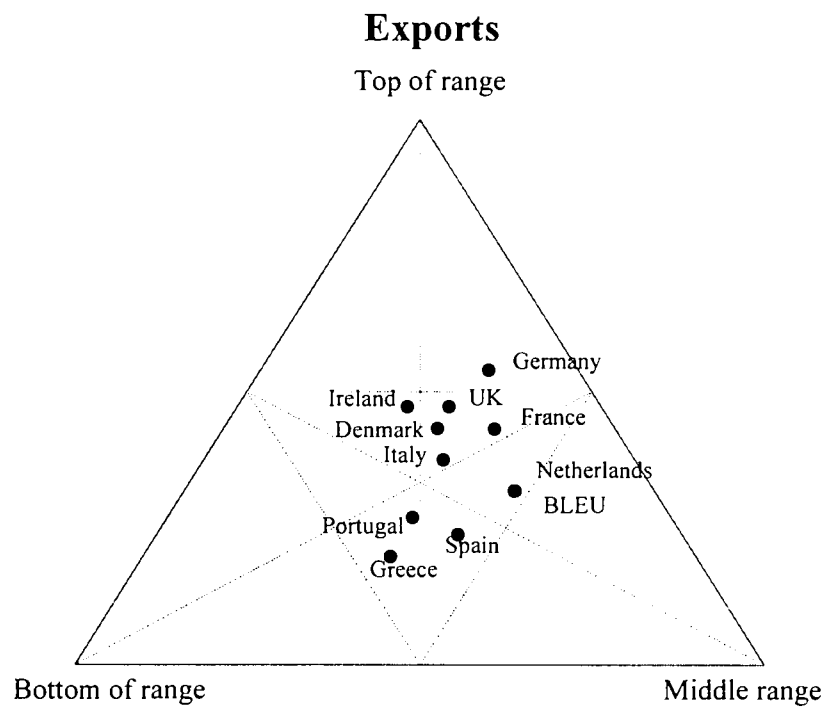 Exports
Top of range
Germany
Ireland
UK
France
Denmark
Italy
Netherlands
BLEU
Portugal
Spain
Greece
Bottom of range
Middle range